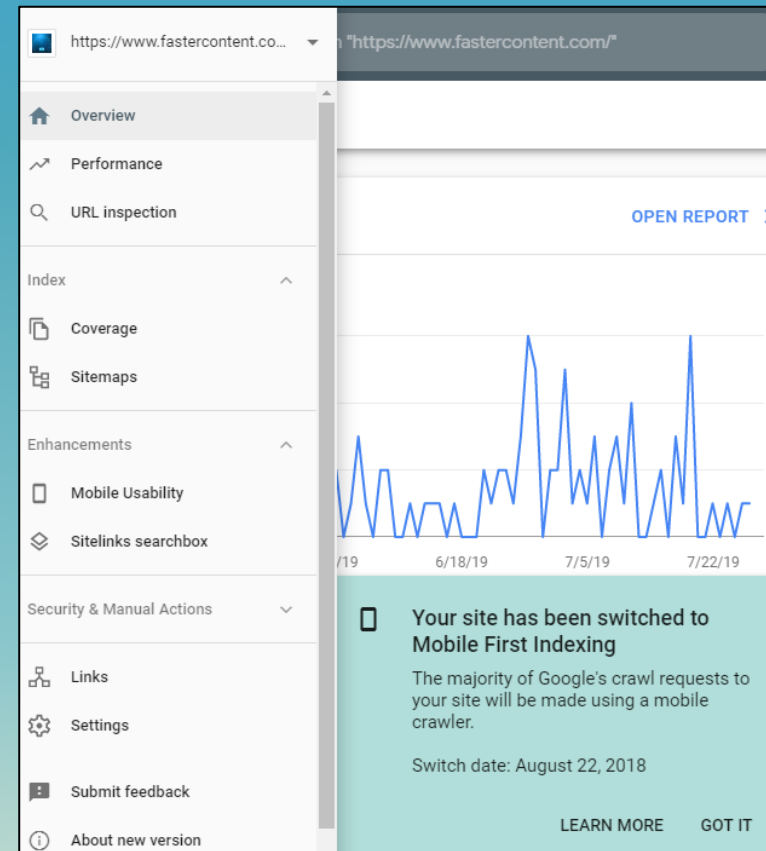 https://www.fastercontent.co...
"https://www.fastercontent.com/"
Overview
Performance
URL inspection
Index
Coverage
Sitemaps
Enhancements
Mobile Usability
Sitelinks searchbox
Security & Manual Actions
Links
Settings
Submit feedback
About new version
OPEN REPORT
/19
6/18/19
7/5/19
7/22/19
Your site has been switched to
Mobile First Indexing
The majority of Google's crawl requests to
your site will be made using a mobile
crawler.
Switch date: August 22, 2018
LEARN MORE
GOT IT